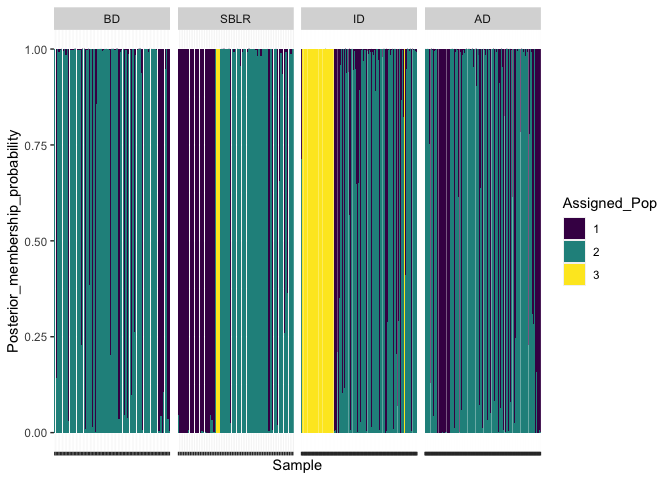 BD SBLR ID AD
Posterior_membership_probability
1.00
0.75
0.50
0.25
0.00
Sample
Assigned_Pop
1
2
3